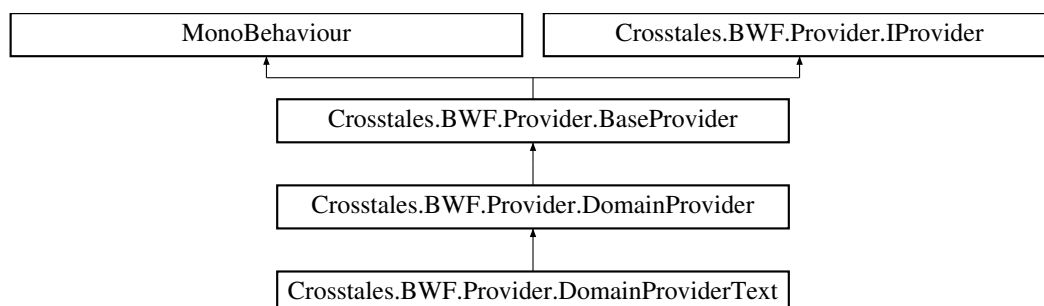 MonoBehaviour
Crosstales.BWF.Provider.IProvider
Crosstales.BWF.Provider.BaseProvider
Crosstales.BWF.Provider.DomainProvider
Crosstales.BWF.Provider.DomainProviderText